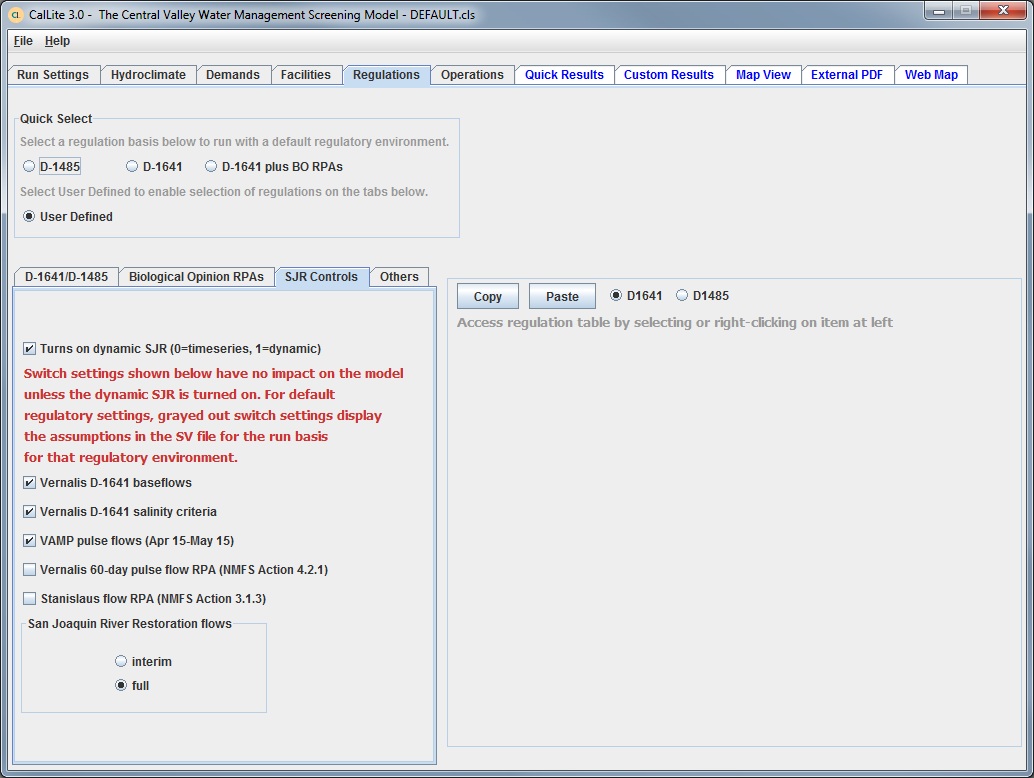 CL CalLite 3.0 - The Central Valley Water Management Screening Model - DEFAULT.cls
File Help
Run Settings Hydroclimate Demands Facilities Regulations Operations Quick Results Custom Results Map View External PDF Web Map
Quick Select
Select a regulation basis below to run with a default regulatory environment.
D-1485 D-1641 D-1641 plus BO RPAs
Select User Defined to enable selection of regulations on the tabs below.
User Defined
D-1641/D-1485 Biological Opinion RPAs SJR Controls Others
Copy Paste D1641 D1485
Access regulation table by selecting or right-clicking on item at left
Turns on dynamic SJR (0=timeseries, 1=dynamic)
Switch settings shown below have no impact on the model
unless the dynamic SJR is turned on. For default
regulatory settings, grayed out switch settings display
the assumptions in the SV file for the run basis
for that regulatory environment.
Vernalis D-1641 baseflows
Vernalis D-1641 salinity criteria
VAMP pulse flows (Apr 15-May 15)
Vernalis 60-day pulse flow RPA (NMFS Action 4.2.1)
Stanislaus flow RPA (NMFS Action 3.1.3)
San Joaquin River Restoration flows
interim
full